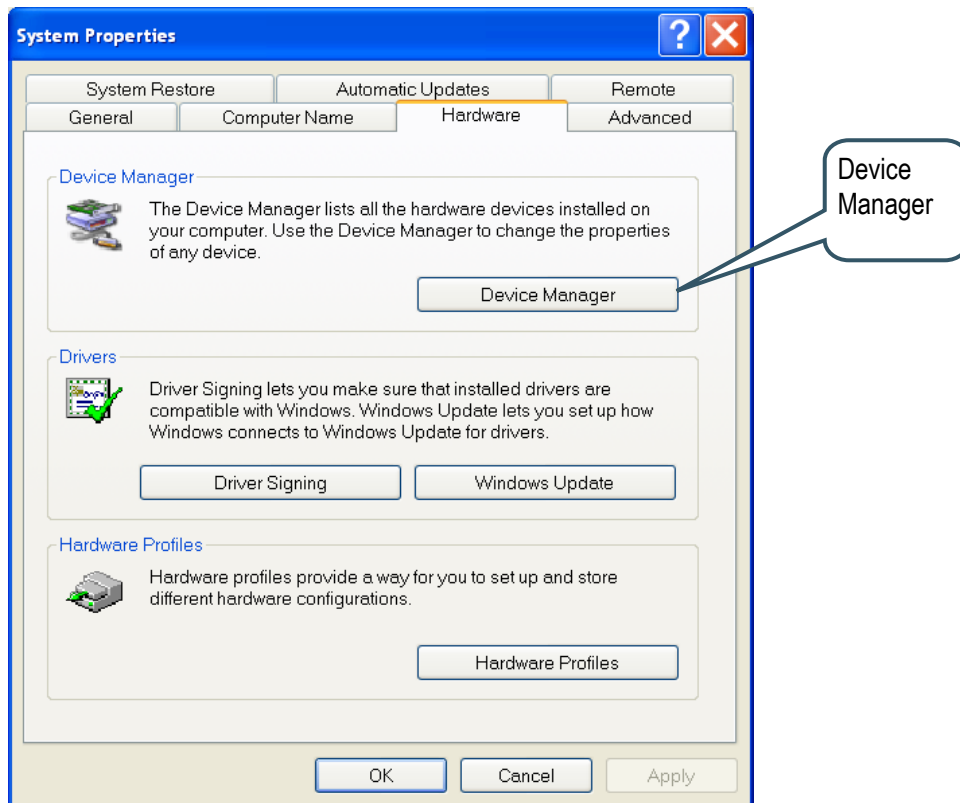 System Properties
?
System Restore
Automatic Updates
Remote
General
Computer Name
Hardware
Advanced
Device Manager
The Device Manager lists all the hardware devices installed on
your computer. Use the Device Manager to change the properties
of any device.
Device Manager
Device
Manager
Drivers
Driver Signing lets you make sure that installed drivers are
compatible with Windows. Windows Update lets you set up how
Windows connects to Windows Update for drivers.
Driver Signing
Windows Update
Hardware Profiles
Hardware profiles provide a way for you to set up and store
different hardware configurations.
Hardware Profiles
OK
Cancel
Apply